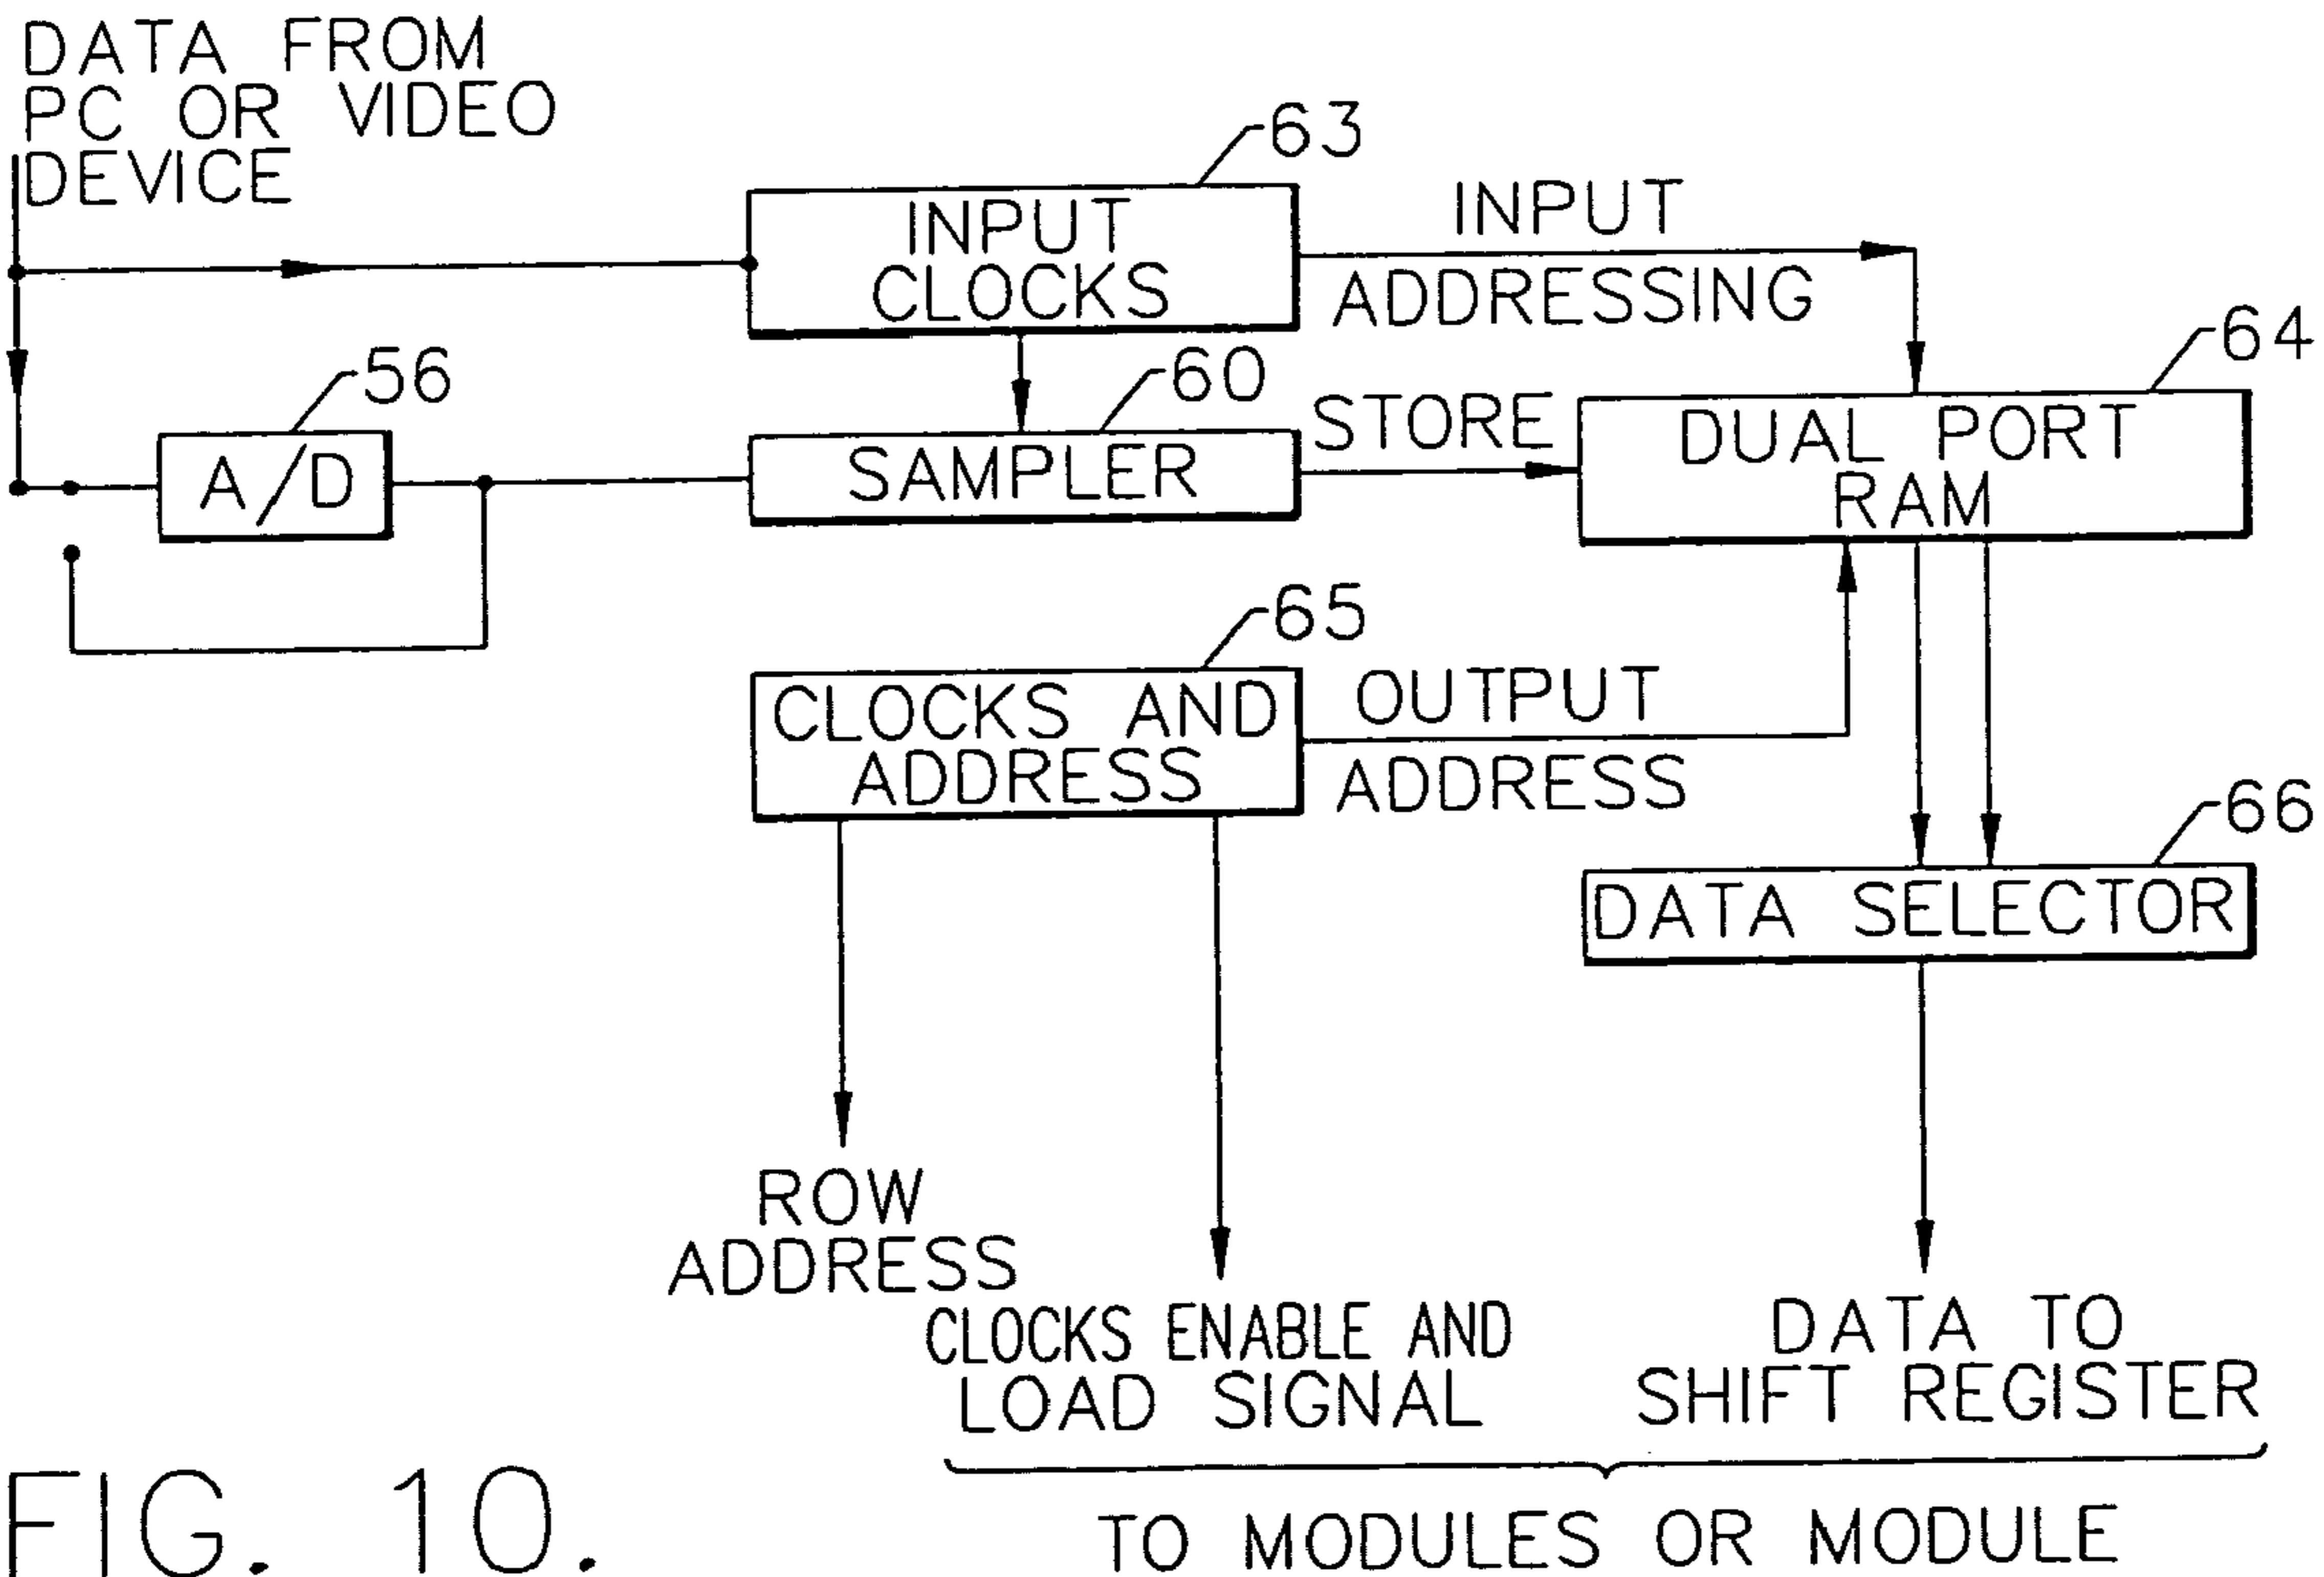 DATA FROM
PC OR VIDEO
DEVICE
63
INPUT
CLOCKS
INPUT
ADDRESSING
64
56
A/D
60
SAMPLER
STORE
DUAL PORT
RAM
65
CLOCKS AND
ADDRESS
OUTPUT
ADDRESS
66
DATA SELECTOR
ROW
ADDRESS
CLOCKS ENABLE AND
LOAD SIGNAL
DATA TO
SHIFT REGISTER
TO MODULES OR MODULE
FIG. 10.